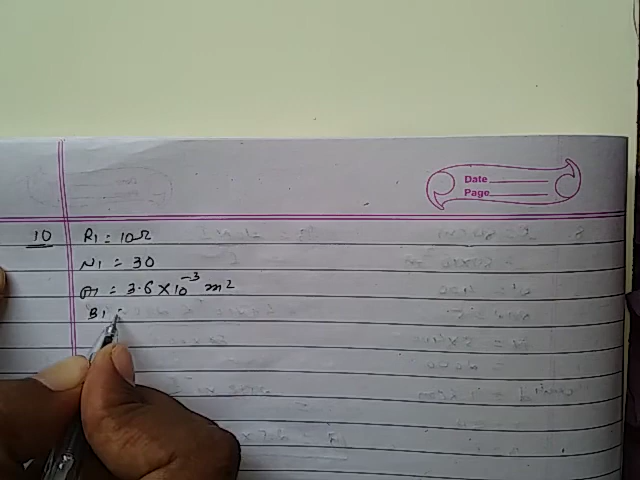 Date
Page
10 R1 = 10Ω
N1 = 30
A1 = 3.6 × 10⁻³ m²
B1 =